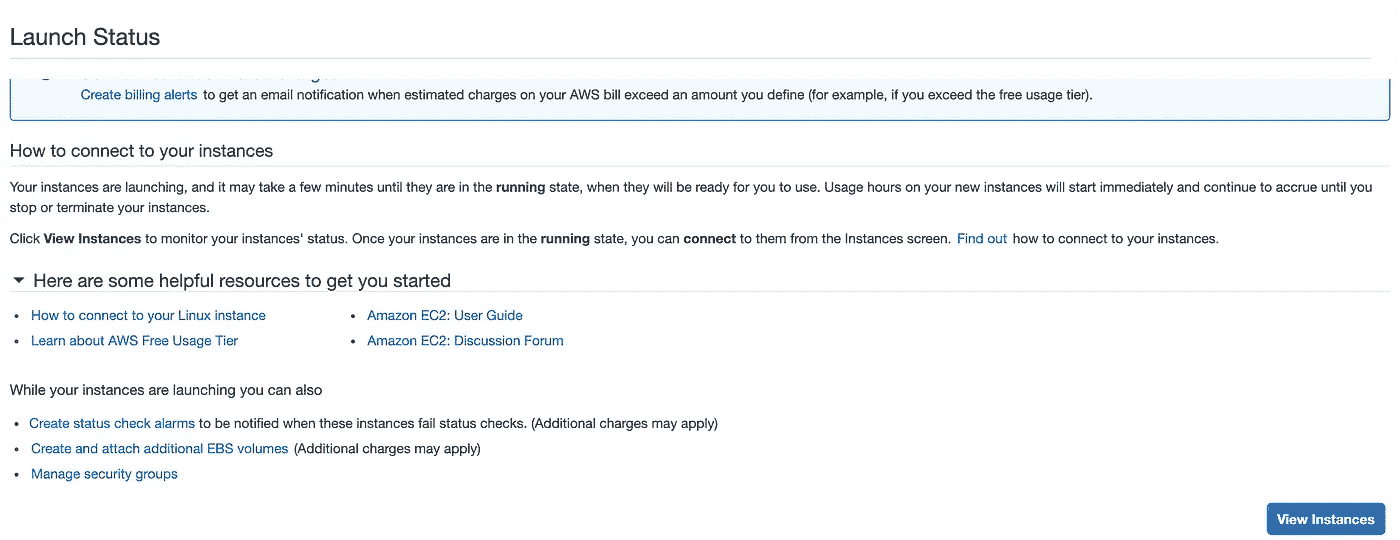 Launch Status
Create billing alerts to get an email notification when estimated charges on your AWS bill exceed an amount you define (for example, if you exceed the free usage tier).
How to connect to your instances
Your instances are launching, and it may take a few minutes until they are in the running state, when they will be ready for you to use. Usage hours on your new instances will start immediately and continue to accrue until you
stop or terminate your instances.
Click View Instances to monitor your instances' status. Once your instances are in the running state, you can connect to them from the Instances screen. Find out how to connect to your instances.
Here are some helpful resources to get you started
• How to connect to your Linux instance
• Amazon EC2: User Guide
• Learn about AWS Free Usage Tier
• Amazon EC2: Discussion Forum
While your instances are launching you can also
• Create status check alarms to be notified when these instances fail status checks. (Additional charges may apply)
• Create and attach additional EBS volumes (Additional charges may apply)
• Manage security groups
View Instances